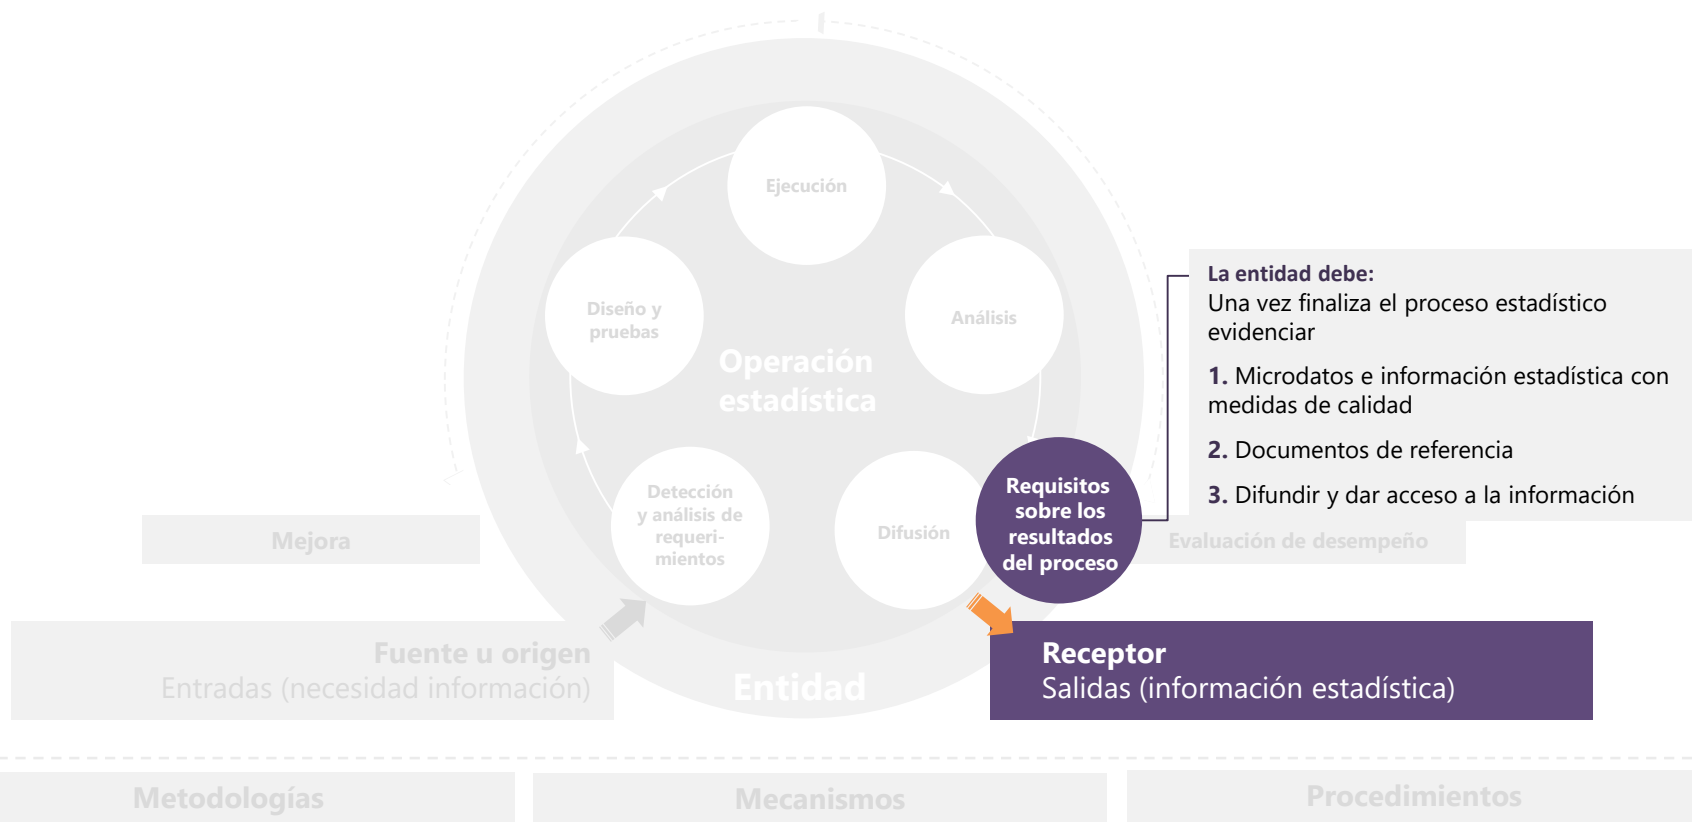 Ejecución
Diseño y
pruebas
Análisis
Operación
estadística
Detección
y análisis de
requeri-
mientos
Difusión
Requisitos
sobre los
resultados
del proceso
La entidad debe:
Una vez finaliza el proceso estadístico
evidenciar
1. Microdatos e información estadística con
medidas de calidad
2. Documentos de referencia
3. Difundir y dar acceso a la información
Mejora
Evaluación de desempeño
Fuente u origen
Entradas (necesidad información)
Entidad
Receptor
Salidas (información estadística)
Metodologías
Mecanismos
Procedimientos